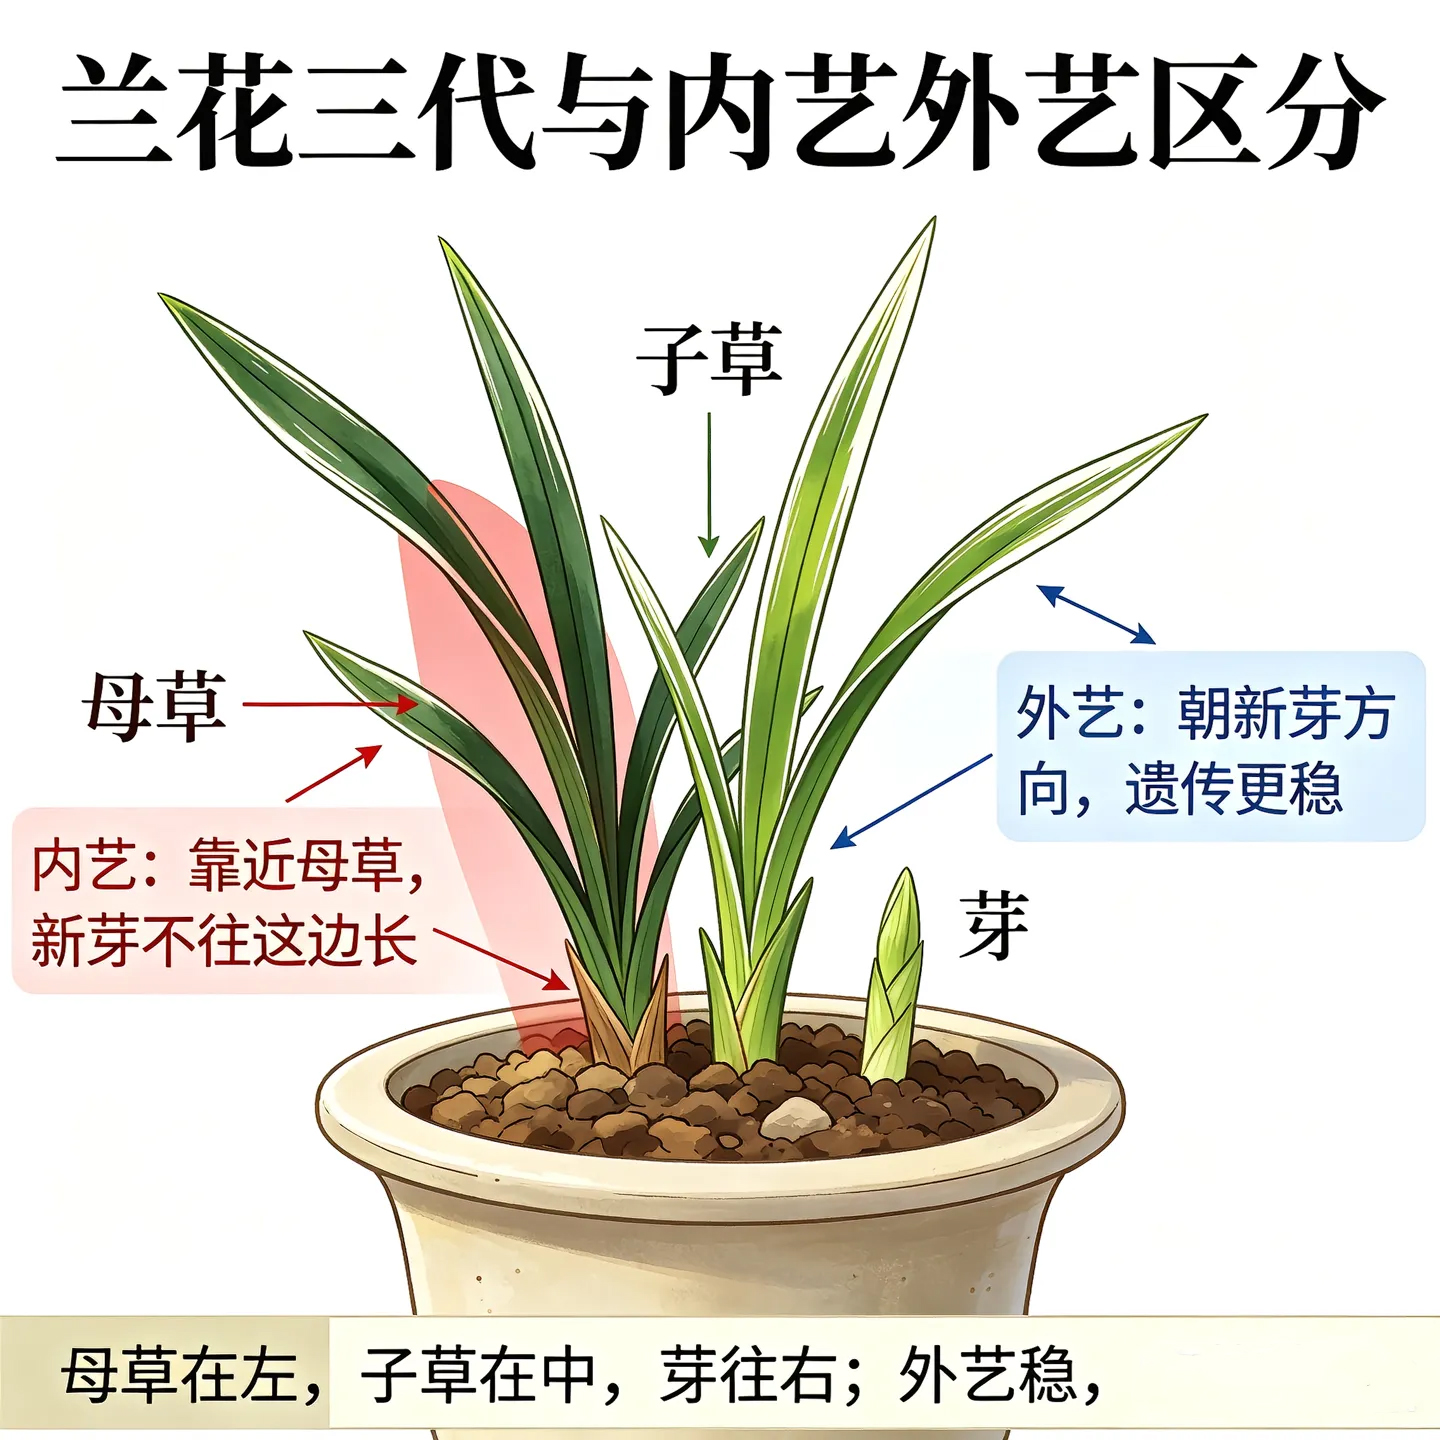 兰花三代与内艺外艺区分
子草
母草
外艺：朝新芽方
向，遗传更稳
内艺：靠近母草，
新芽不往这边长
芽
母草在左，子草在中，芽往右；外艺稳，